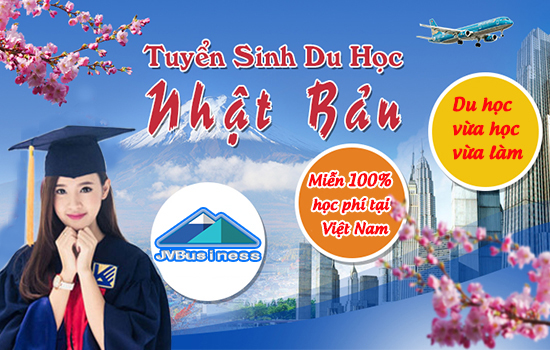 Tuyển Sinh Du Học
Nhật Bản
Du học
vừa học
vừa làm
Miễn 100%
học phí tại
Việt Nam
JVBusiness